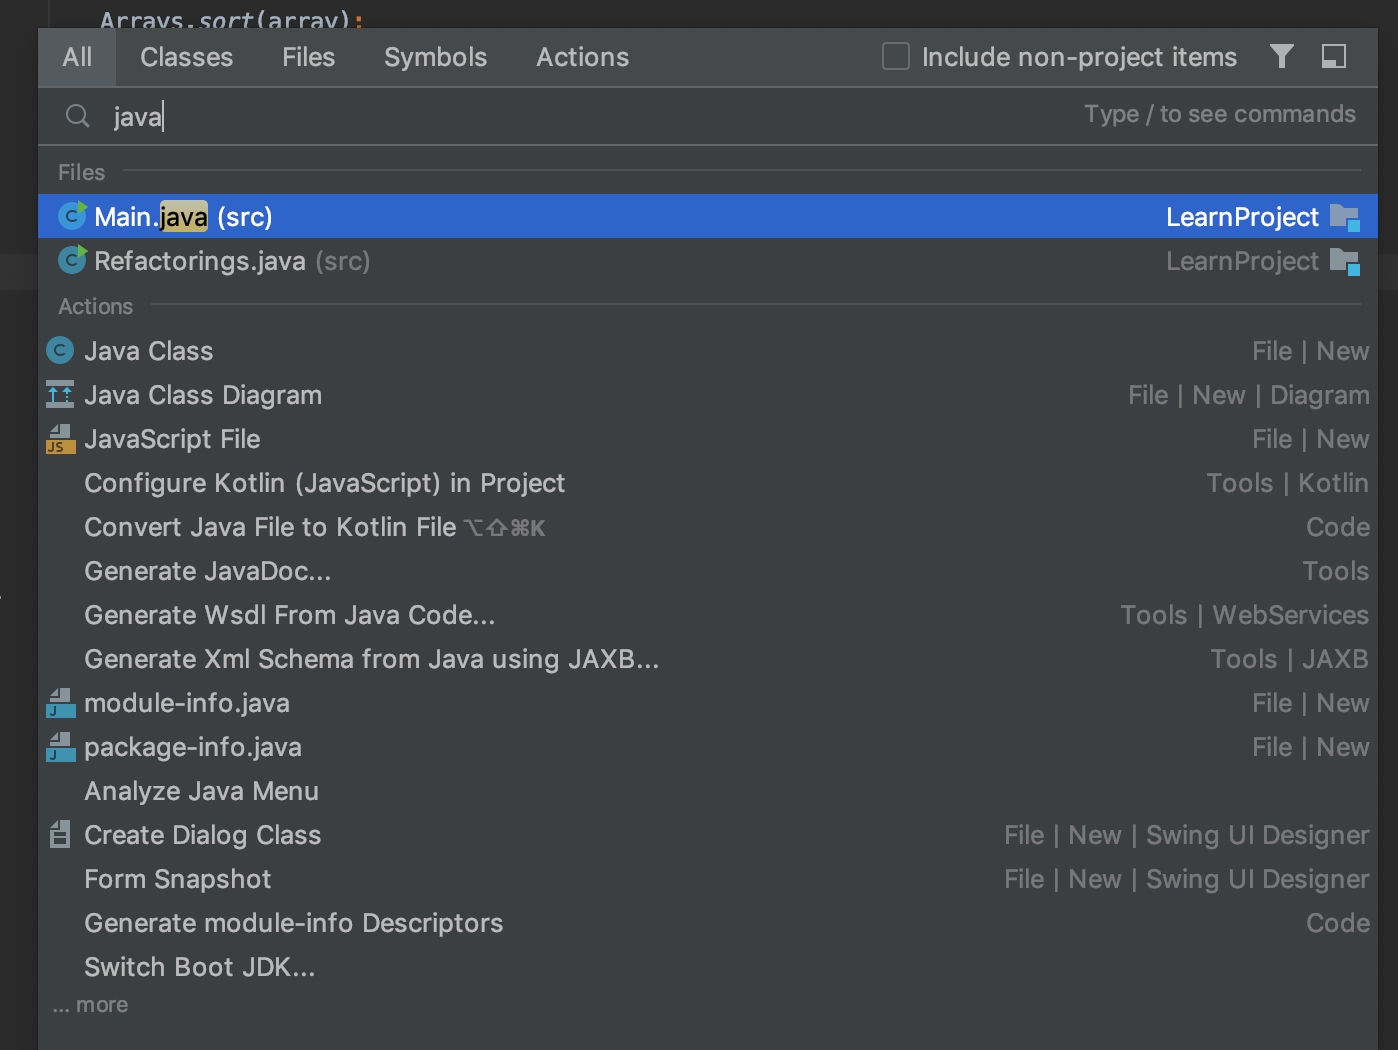 Arrays.sort(array);
All Classes Files Symbols Actions Include non-project items
java Type / to see commands
Files
Main.java (src) LearnProject
Refactorings.java (src) LearnProject
Actions
Java Class File | New
Java Class Diagram File | New | Diagram
JavaScript File File | New
Configure Kotlin (JavaScript) in Project Tools | Kotlin
Convert Java File to Kotlin File ⌥⇧⌘K Code
Generate JavaDoc... Tools
Generate Wsdl From Java Code... Tools | WebServices
Generate Xml Schema from Java using JAXB... Tools | JAXB
module-info.java File | New
package-info.java File | New
Analyze Java Menu
Create Dialog Class File | New | Swing UI Designer
Form Snapshot File | New | Swing UI Designer
Generate module-info Descriptors Code
Switch Boot JDK...
... more